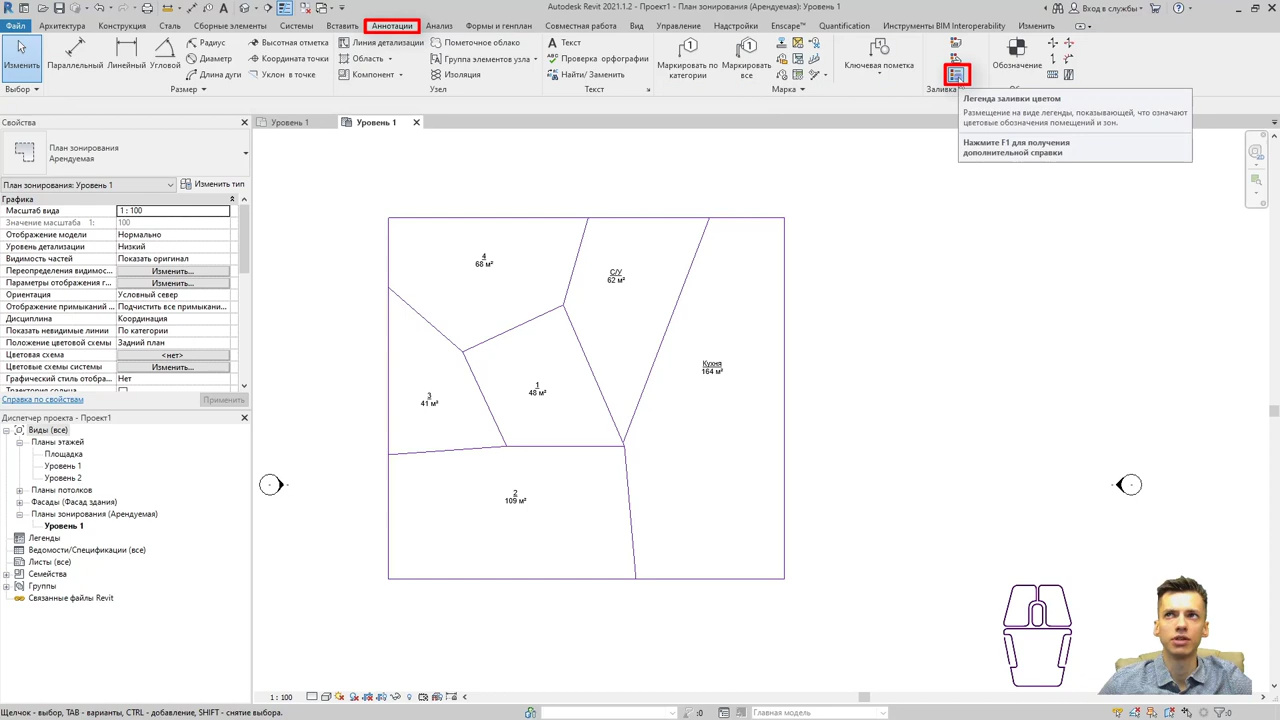 Autodesk Revit 2021.1.2 - Проект1 - План зонирования (Арендуемая): Уровень 1
Вход в службы
Файл Архитектура Конструкция Сталь Сборные элементы Системы Вставить Аннотации Анализ Формы и генплан Совместная работа Вид Управление Надстройки Enscape™ Quantification Инструменты BIM Interoperability Изменить
Изменить
Параллельный
Линейный
Угловой
Радиус
Диаметр
Длина дуги
Высотная отметка
Координата точки
Уклон в точке
Линия детализации
Область
Компонент
Пометочное облако
Группа элементов узла
Изоляция
Текст
Проверка орфографии
Найти/ Заменить
Маркировать по категории
Маркировать все
Ключевая пометка
Обозначение
Выбор
Размер
Узел
Текст
Марка
Заливка
Легенда заливки цветом
Размещение на виде легенды, показывающей, что означают
цветовые обозначения помещений и зон.
Нажмите F1 для получения
дополнительной справки
Свойства
Уровень 1
Уровень 1
План зонирования
Арендуемая
План зонирования: Уровень 1
Изменить тип
Графика
Масштаб вида 1 : 100
Значение масштаба 1: 100
Отображение модели Нормально
Уровень детализации Низкий
Видимость частей Показать оригинал
Переопределения видимос... Изменить...
Параметры отображения г... Изменить...
Ориентация Условный север
Отображение примыканий Подчистить все примыкани...
Дисциплина Координация
Показать невидимые линии По категории
Положение цветовой схемы Задний план
Цветовая схема <нет>
Цветовые схемы системы Изменить...
Графический стиль отобра... Нет
Траектория солнца
Справка по свойствам
Применить
Диспетчер проекта - Проект1
Виды (все)
Планы этажей
Площадка
Уровень 1
Уровень 2
Планы потолков
Фасады (Фасад здания)
Планы зонирования (Арендуемая)
Уровень 1
Легенды
Ведомости/Спецификации (все)
Листы (все)
Семейства
Группы
Связанные файлы Revit
4
68 м²
С/У
62 м²
Кухня
164 м²
1
48 м²
3
41 м²
2
109 м²
1 : 100
Щелчок - выбор, TAB - варианты, CTRL - добавление, SHIFT - снятие выбора.
:0
Главная модель
:0